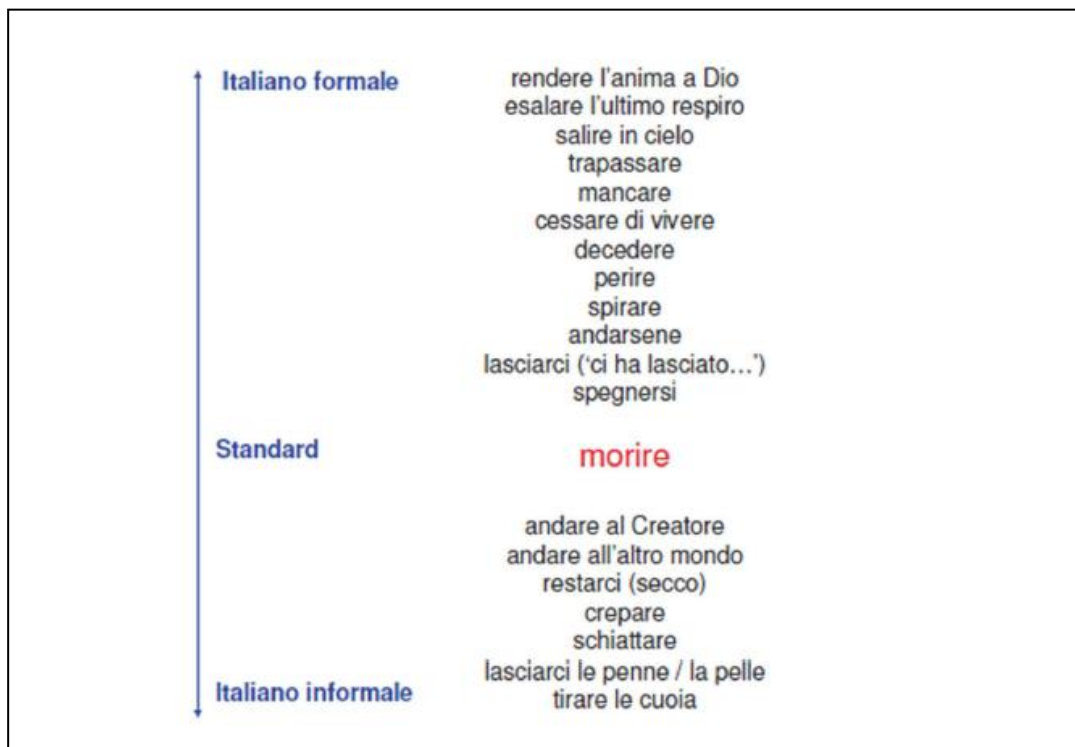 Italiano formale rendere l'anima a Dio
esalare l'ultimo respiro
salire in cielo
trapassare
mancare
cessare di vivere
decedere
perire
spirare
andarsene
lasciarci (‘ci ha lasciato…’)
spegnersi
Standard morire
andare al Creatore
andare all'altro mondo
restarci (secco)
crepare
schiattare
lasciarci le penne / la pelle
Italiano informale tirare le cuoia